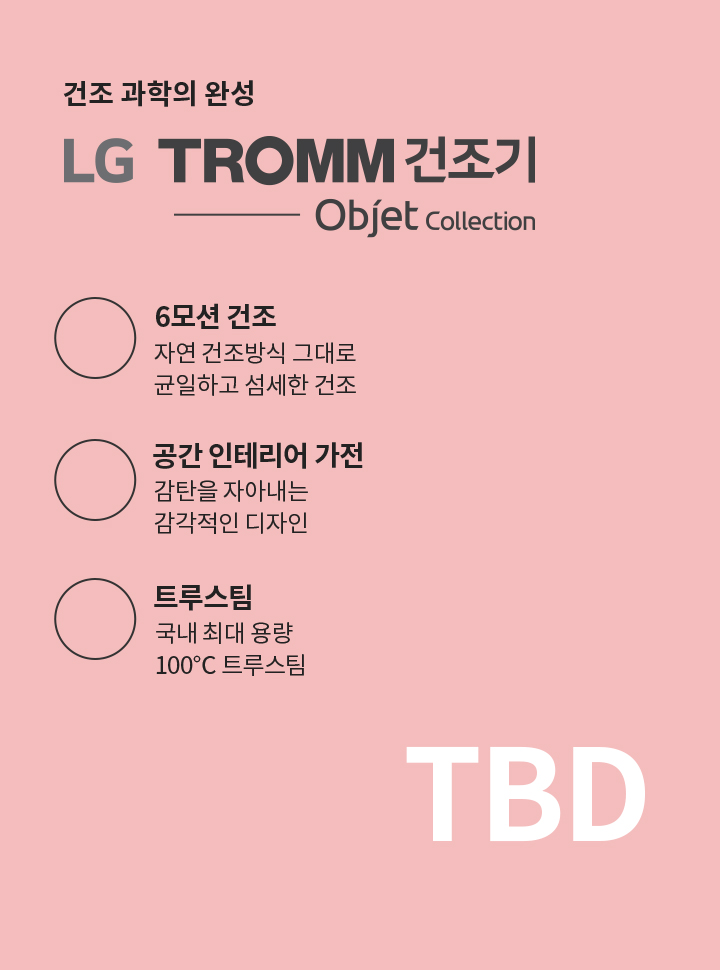 건조 과학의 완성
LG TROMM 건조기
Objet Collection
6모션 건조
자연 건조방식 그대로
균일하고 섬세한 건조
공간 인테리어 가전
감탄을 자아내는
감각적인 디자인
트루스팀
국내 최대 용량
100°C 트루스팀
TBD